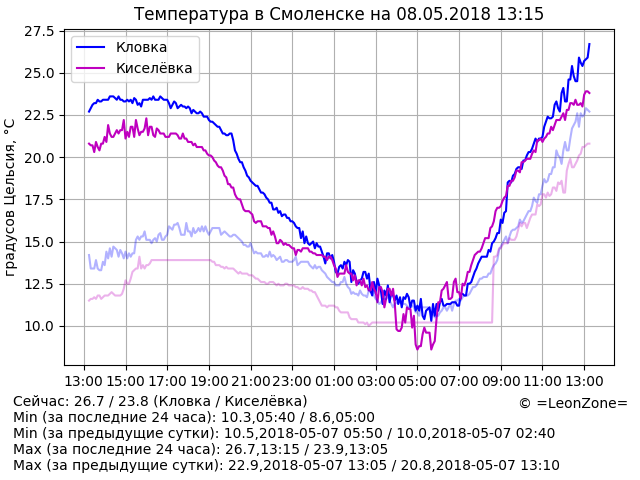 Температура в Смоленске на 08.05.2018 13:15
градусов Цельсия, °C
27.5
25.0
22.5
20.0
17.5
15.0
12.5
10.0
Кловка
Киселёвка
13:00 15:00 17:00 19:00 21:00 23:00 01:00 03:00 05:00 07:00 09:00 11:00 13:00
Сейчас: 26.7 / 23.8 (Кловка / Киселёвка)
© =LeonZone=
Min (за последние 24 часа): 10.3,05:40 / 8.6,05:00
Min (за предыдущие сутки): 10.5,2018-05-07 05:50 / 10.0,2018-05-07 02:40
Max (за последние 24 часа): 26.7,13:15 / 23.9,13:05
Max (за предыдущие сутки): 22.9,2018-05-07 13:05 / 20.8,2018-05-07 13:10